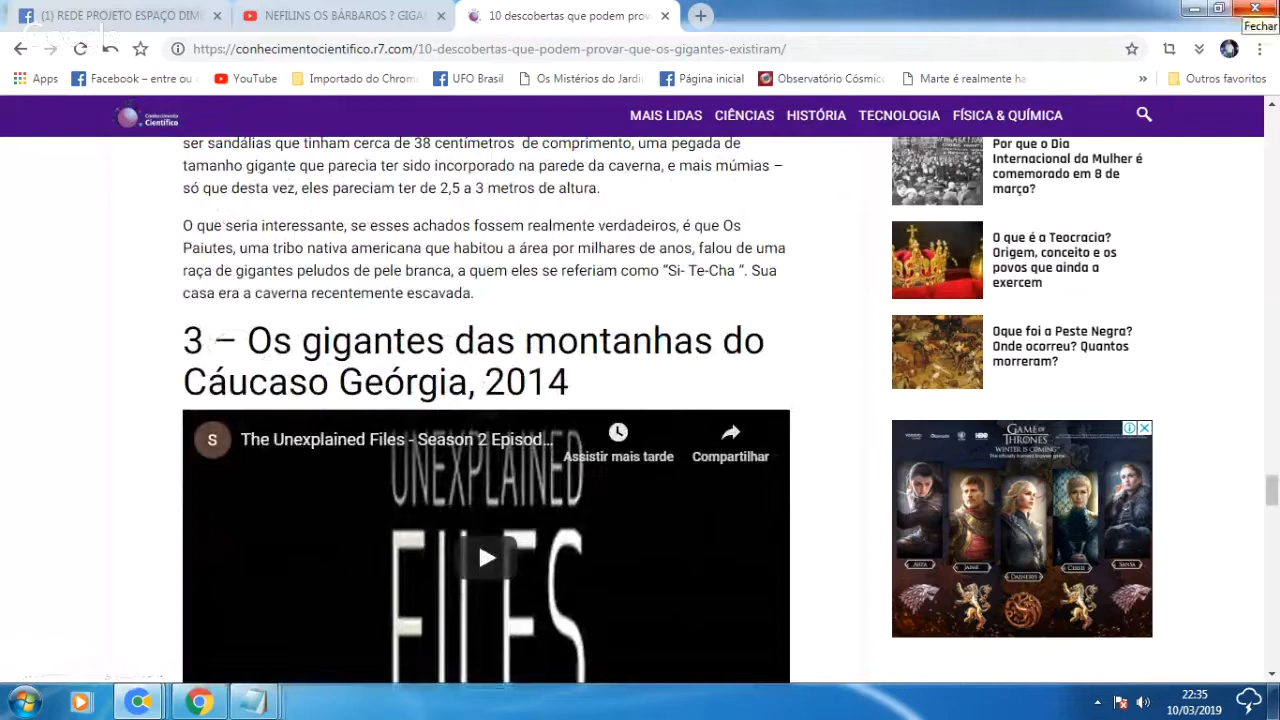 (1) REDE PROJETO ESPAÇO DIM
NEFILINS OS BÁRBAROS ? GIGA
10 descobertas que podem prov
Fechar
https://conhecimentocientifico.r7.com/10-descobertas-que-podem-provar-que-os-gigantes-existiram/
Apps
Facebook – entre ou
YouTube
Importado do Chrom
UFO Brasil
Os Mistérios do Jardi
Página Inicial
Observatório Cósmic
Marte é realmente ha
»
Outros favoritos
Conhecimento
Científico
MAIS LIDAS CIÊNCIAS HISTÓRIA TECNOLOGIA FÍSICA & QUÍMICA
ser sandálias que tinham cerca de 38 centímetros de comprimento, uma pegada de
tamanho gigante que parecia ter sido incorporado na parede da caverna, e mais múmias –
só que desta vez, eles pareciam ter de 2,5 a 3 metros de altura.
O que seria interessante, se esses achados fossem realmente verdadeiros, é que Os
Paiutes, uma tribo nativa americana que habitou a área por milhares de anos, falou de uma
raça de gigantes peludos de pele branca, a quem eles se referiam como “Si- Te-Cha “. Sua
casa era a caverna recentemente escavada.
3 – Os gigantes das montanhas do
Cáucaso Geórgia, 2014
S
The Unexplained Files - Season 2 Episod...
Assistir mais tarde
Compartilhar
UNEXPLAINED
FILES
Por que o Dia
Internacional da Mulher é
comemorado em 8 de
março?
O que é a Teocracia?
Origem, conceito e os
povos que ainda a
exercem
Oque foi a Peste Negra?
Onde ocorreu? Quantos
morreram?
HBO
GAME OF
THRONES
WINTER IS COMING
ARYA
JAIME
DAENERYS
CERSEI
SANSA
22:35
10/03/2019